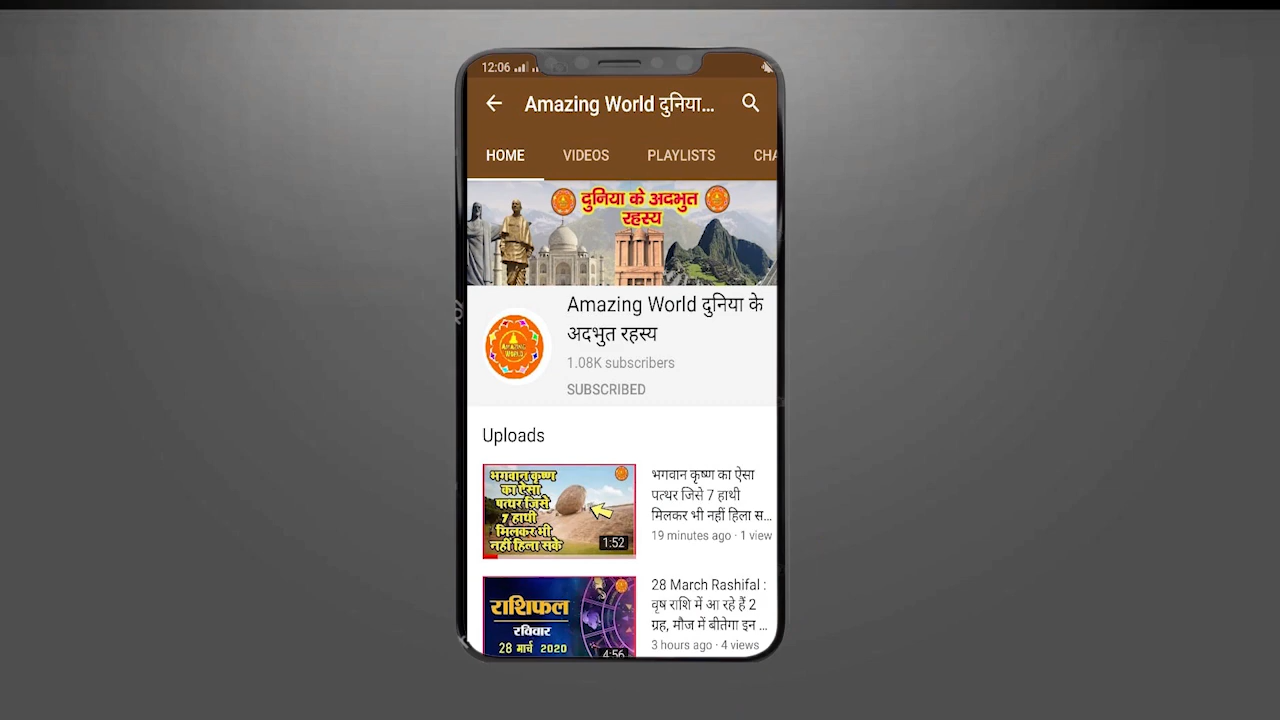 12:06
Amazing World दुनिया...
HOME VIDEOS PLAYLISTS CHA
दुनिया के अदभुत
रहस्य
Amazing World दुनिया के
अदभुत रहस्य
AMAZING
WORLD
1.08K subscribers
SUBSCRIBED
Uploads
भगवान कृष्ण
का ऐसा
पत्थर जिसे
7 हाथी
मिलकर भी
नहीं हिला सके
1:52
भगवान कृष्ण का ऐसा
पत्थर जिसे 7 हाथी
मिलकर भी नहीं हिला स...
19 minutes ago · 1 view
राशिफल
रविवार
28 मार्च 2020
4:56
28 March Rashifal :
वृष राशि में आ रहे हैं 2
ग्रह, मौज में बीतेगा इन ...
3 hours ago · 4 views